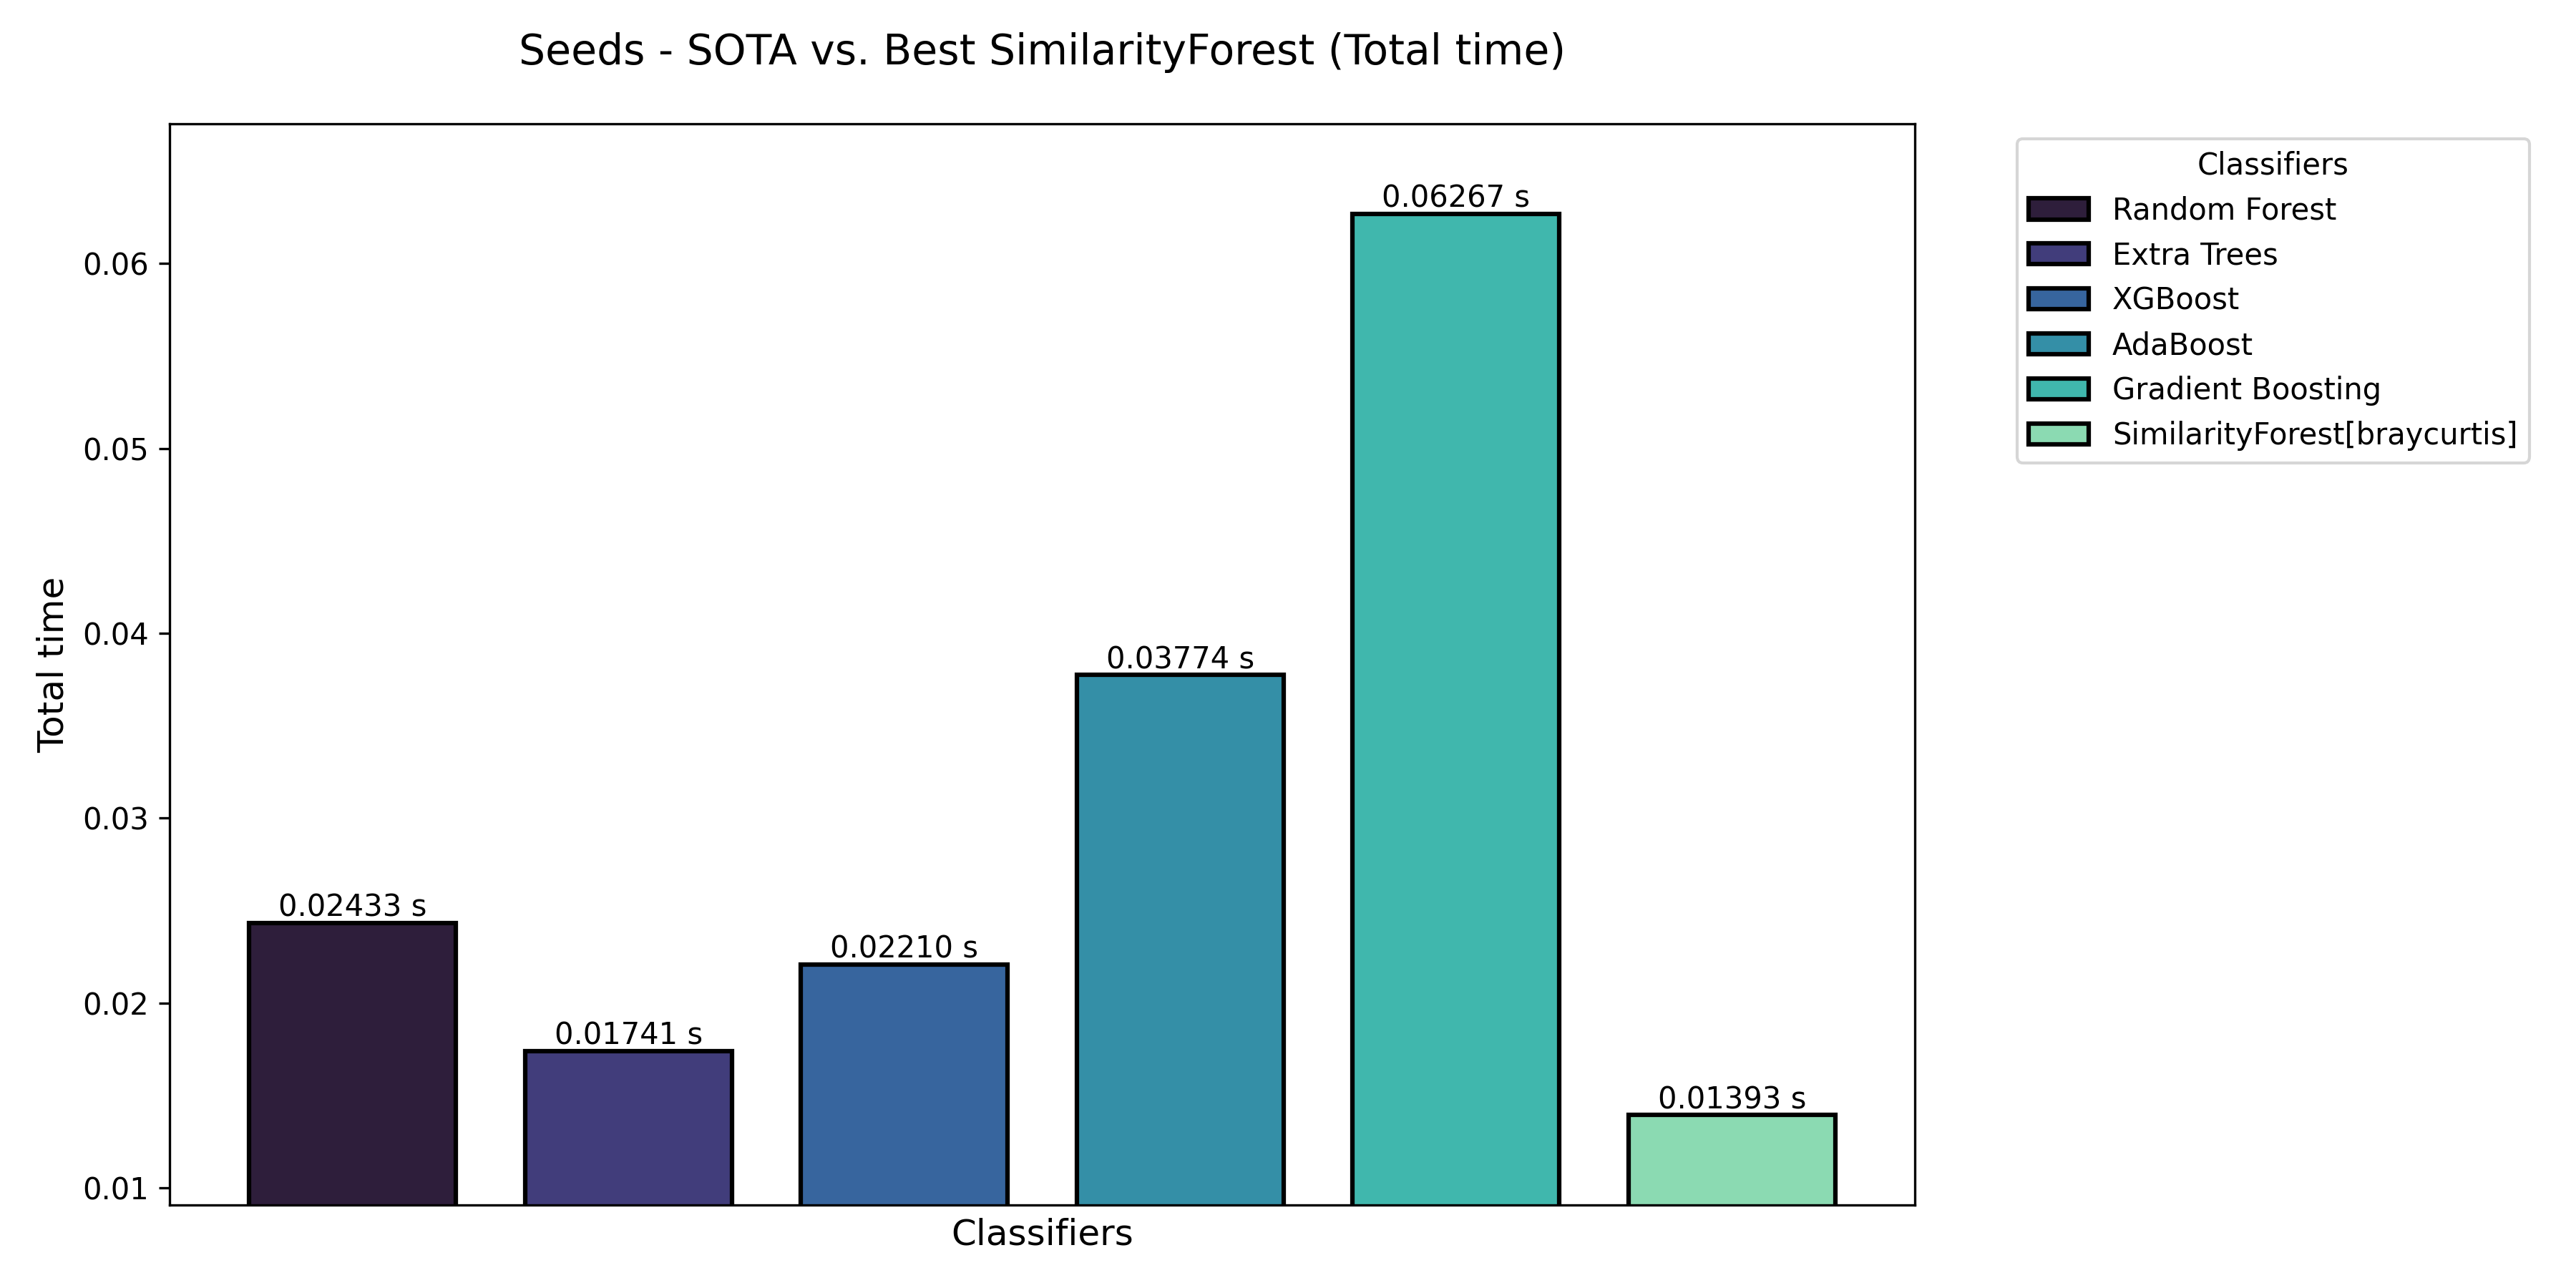 Seeds - SOTA vs. Best SimilarityForest (Total time)
Total time
0.06
0.05
0.04
0.03
0.02
0.01
0.02433 s
0.01741 s
0.02210 s
0.03774 s
0.06267 s
0.01393 s
Classifiers
Classifiers
Random Forest
Extra Trees
XGBoost
AdaBoost
Gradient Boosting
SimilarityForest[braycurtis]